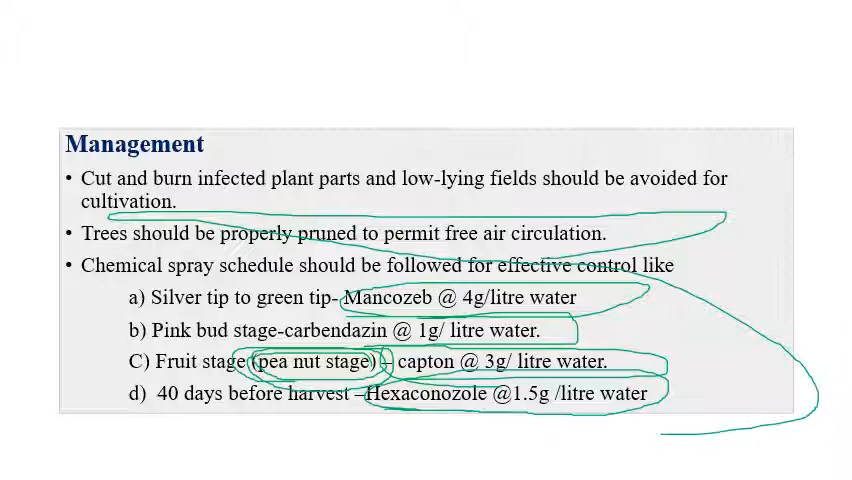 Management
• Cut and burn infected plant parts and low-lying fields should be avoided for
cultivation.
• Trees should be properly pruned to permit free air circulation.
• Chemical spray schedule should be followed for effective control like
a) Silver tip to green tip- Mancozeb @ 4g/litre water
b) Pink bud stage-carbendazin @ 1g/ litre water.
C) Fruit stage (pea nut stage) – capton @ 3g/ litre water.
d) 40 days before harvest –Hexaconozole @1.5g /litre water